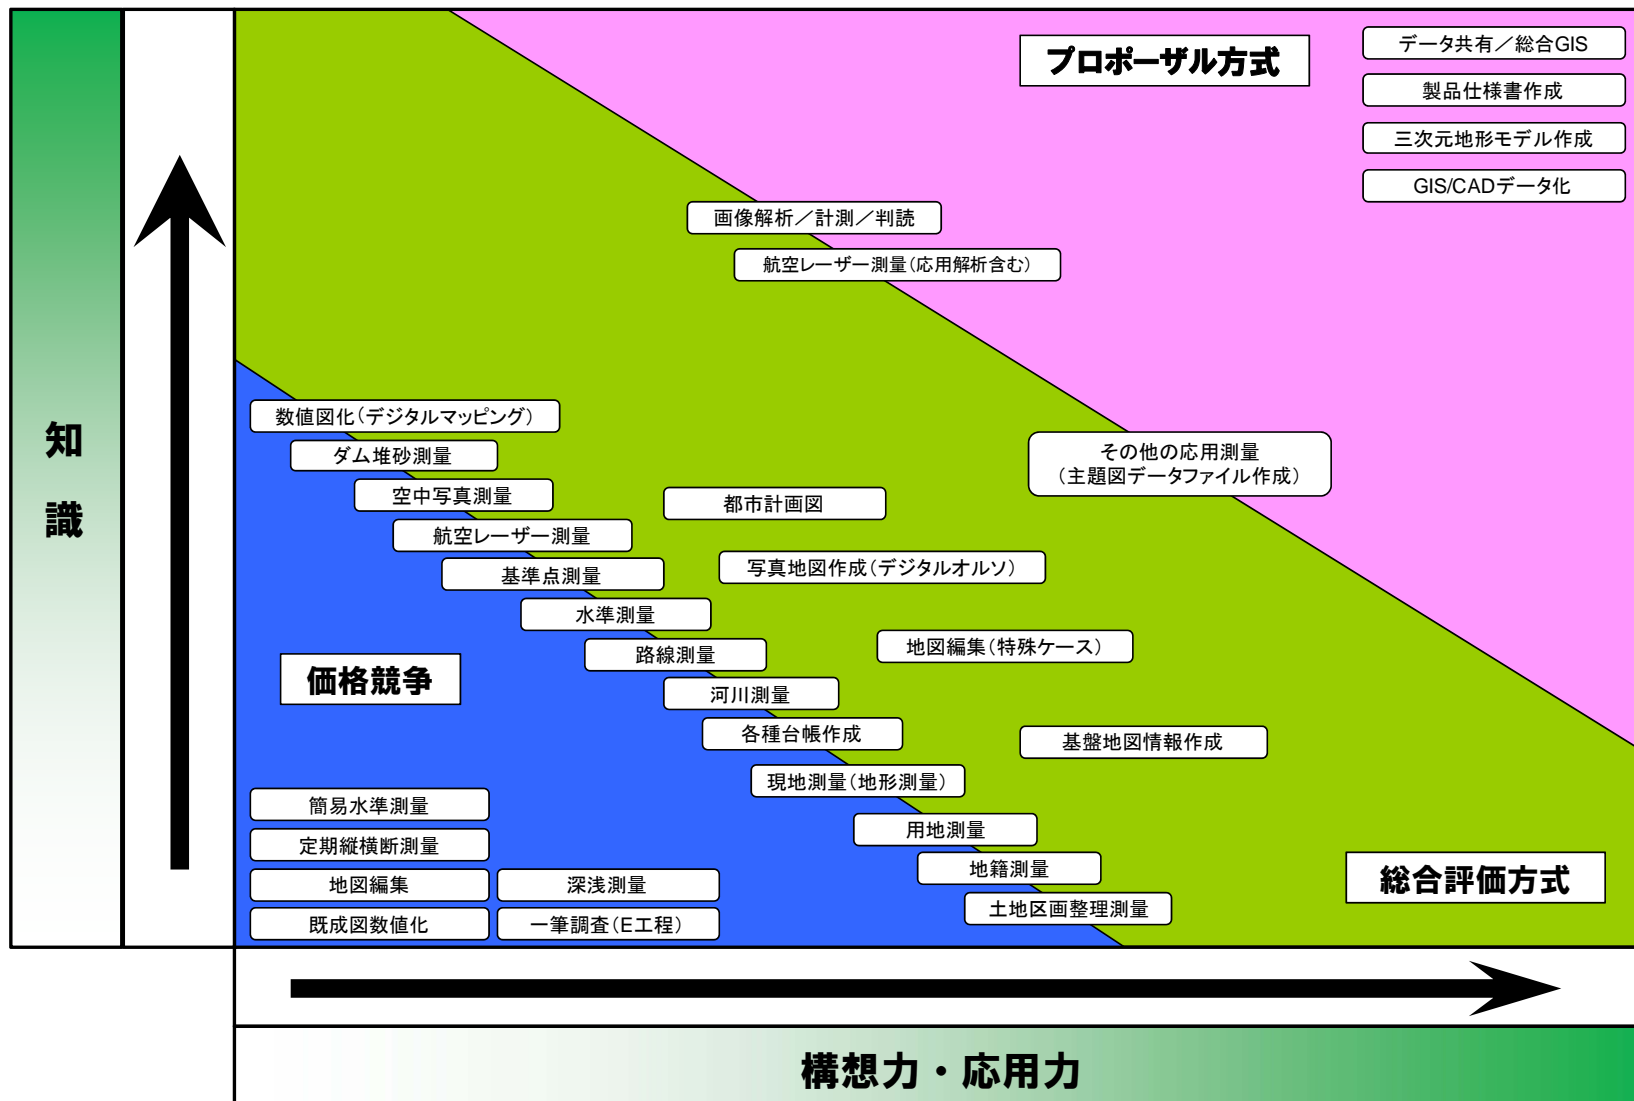 プロポーザル方式
データ共有／総合GIS
製品仕様書作成
三次元地形モデル作成
GIS/CADデータ化
画像解析／計測／判読
航空レーザー測量(応用解析含む)
知
識
数値図化(デジタルマッピング)
ダム堆砂測量
空中写真測量
航空レーザー測量
基準点測量
水準測量
路線測量
河川測量
各種台帳作成
現地測量(地形測量)
用地測量
地籍測量
土地区画整理測量
その他の応用測量
(主題図データファイル作成)
都市計画図
写真地図作成(デジタルオルソ)
地図編集(特殊ケース)
基盤地図情報作成
価格競争
簡易水準測量
定期縦横断測量
地図編集
深浅測量
既成図数値化
一筆調査(E工程)
総合評価方式
構想力・応用力